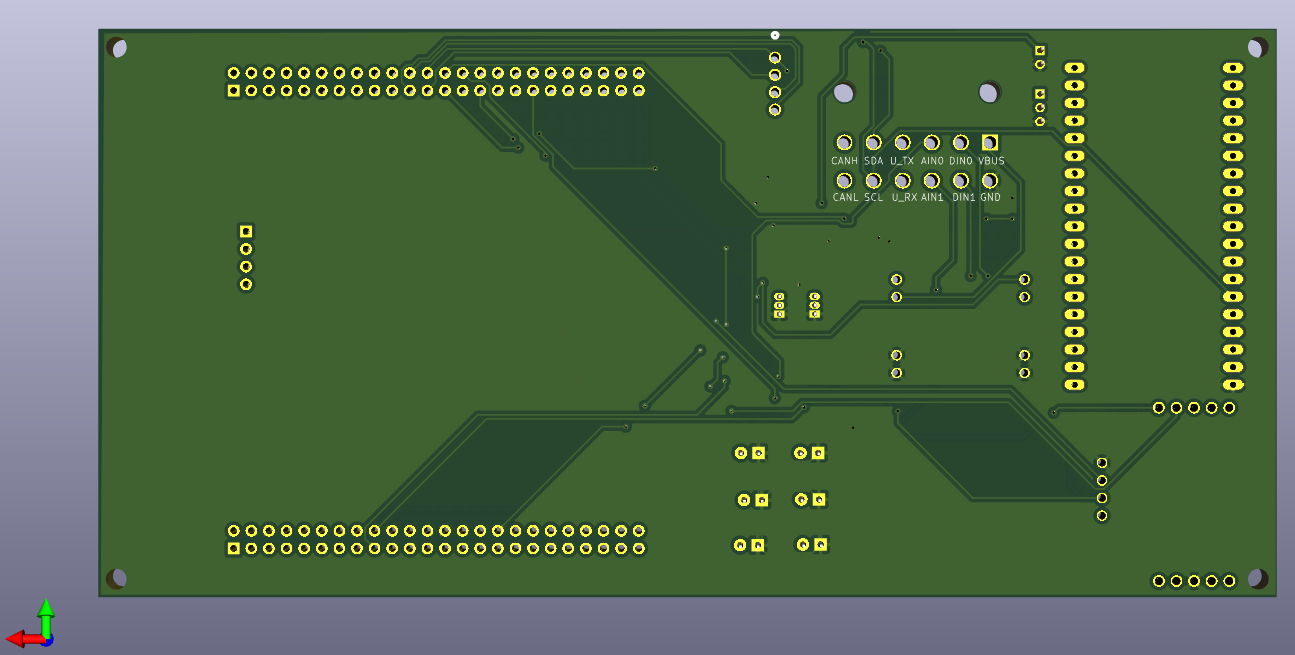 CANH SDA U_TX AIN0 DIN0 VBUS
CANL SCL U_RX AIN1 DIN1 GND